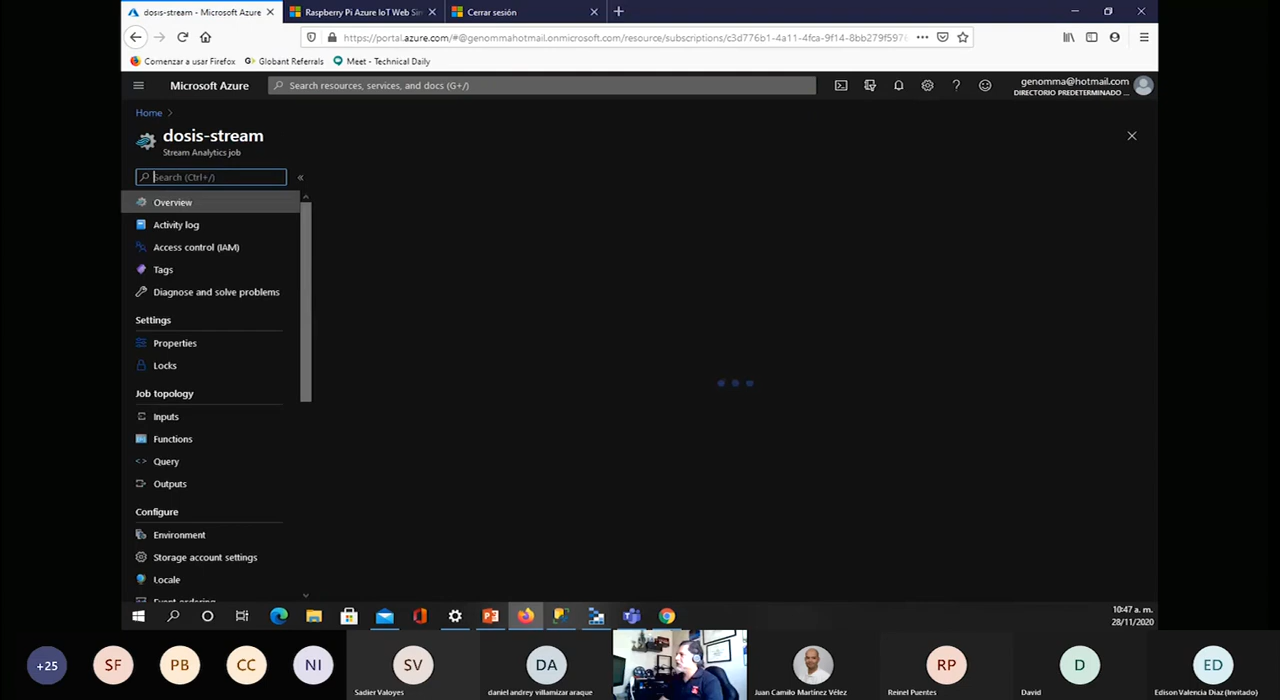 dosis-stream - Microsoft Azure
Raspberry Pi Azure IoT Web Sim
Cerrar sesión
https://portal.azure.com/#@genommahotmail.onmicrosoft.com/resource/subscriptions/c3d776b1-4a11-4fca-9f14-8bb279f5976
Comenzar a usar Firefox
Globant Referrals
Meet - Technical Daily
Microsoft Azure
Search resources, services, and docs (G+/)
genomma@hotmail.com
DIRECTORIO PREDETERMINADO ...
Home
dosis-stream
Stream Analytics job
Search (Ctrl+/)
Overview
Activity log
Access control (IAM)
Tags
Diagnose and solve problems
Settings
Properties
Locks
Job topology
Inputs
Functions
Query
Outputs
Configure
Environment
Storage account settings
Locale
Event ordering
10:47 a. m.
28/11/2020
+25
SF
PB
CC
NI
SV
Sadier Valoyes
DA
daniel andrey villamizar araque
Juan Camilo Martínez Vélez
RP
Reinel Puentes
D
David
ED
Edison Valencia Diaz (Invitado)